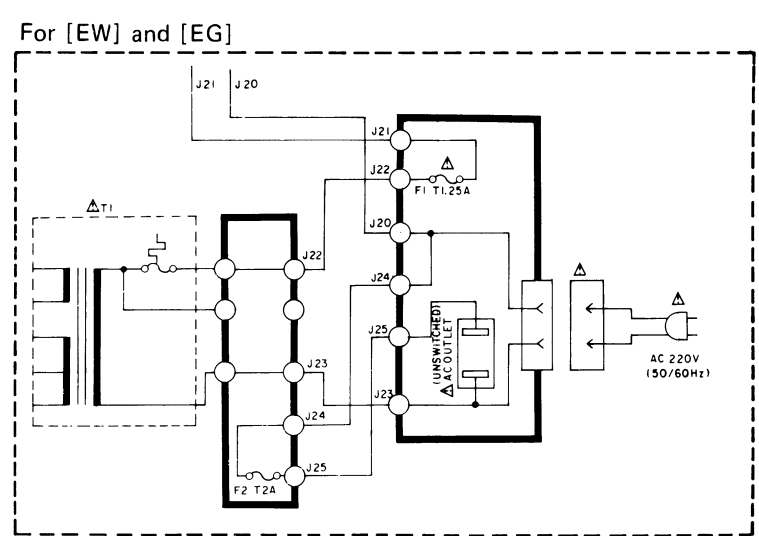 For [EW] and [EG]
J21
J20
J21
J22
F1 T1.25A
T1
J22
J20
J24
J25
(UNSWITCHED)
AC OUTLET
AC 220V
(50/60Hz)
J23
J23
J24
J25
F2 T2A